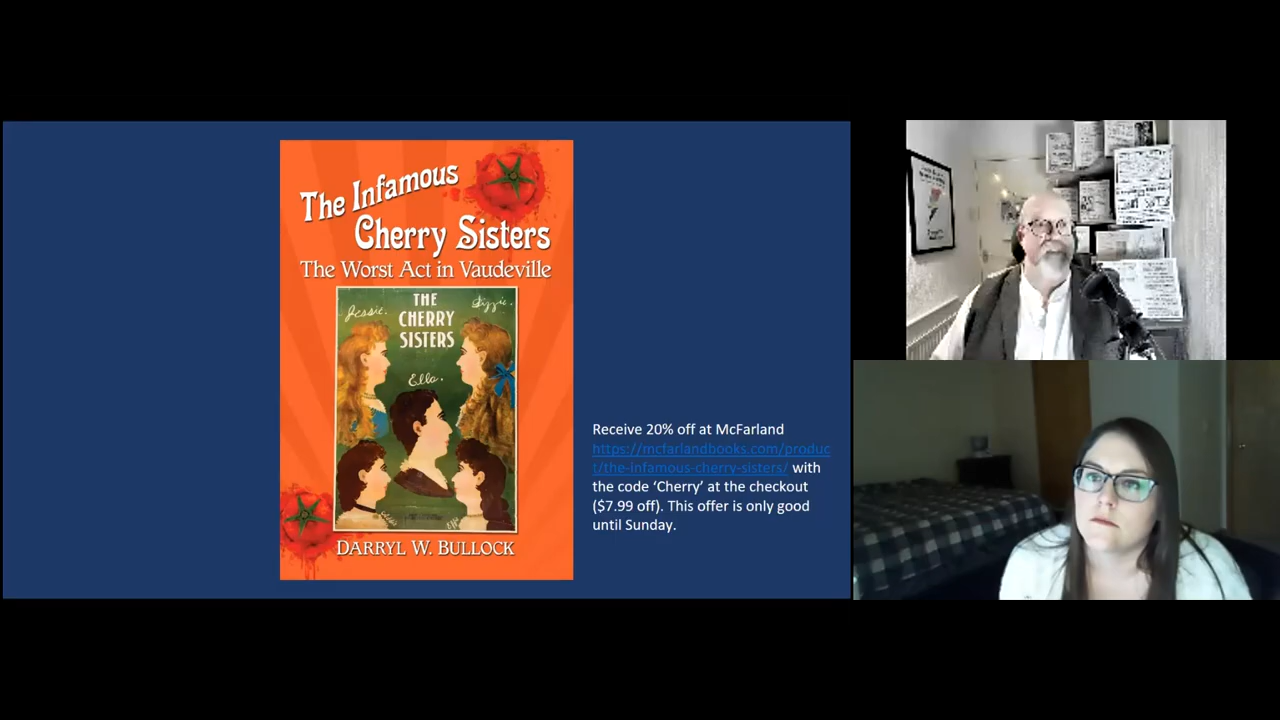 The Infamous
Cherry Sisters
The Worst Act in Vaudeville
Jessie.
Lizzie.
THE
CHERRY
SISTERS
Ella.
Effie
DARRYL W. BULLOCK
Receive 20% off at McFarland
https://mcfarlandbooks.com/produc
t/the-infamous-cherry-sisters/ with
the code ‘Cherry’ at the checkout
($7.99 off). This offer is only good
until Sunday.